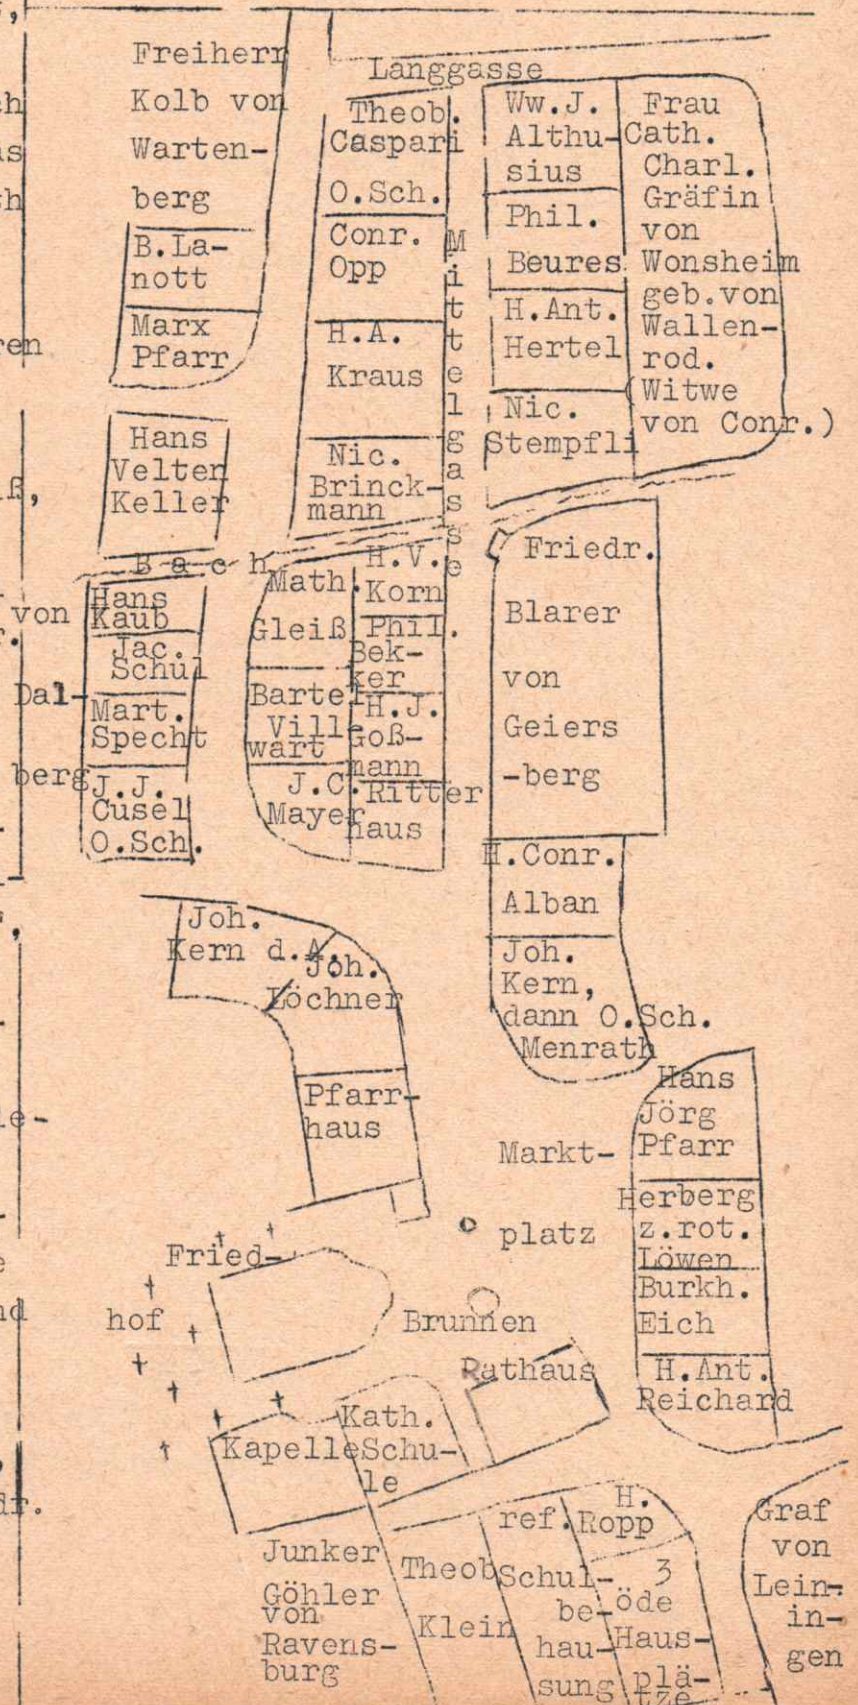 Freiherr
Kolb von
Warten-
berg
B.La-
nott
Marx
Pfarr
Hans
Velten
Keller
Langgasse
Theob.
Caspari
O.Sch.
Conr.
Opp
H.A.
Kraus
Nic.
Brinck-
mann
Mittelgasse
Ww.J.
Althu-
sius
Phil.
Beures
H.Ant.
Hertel
Nic.
Stempfli
Frau
Cath.
Charl.
Gräfin
von
Wonsheim
geb.von
Wallen-
rod.
(Witwe
von Conr.)
Bach
von
Dal-
berg
Hans
Kaub
Jac.
Schul
Mart.
Specht
J.J.
Cusel
O.Sch.
Math.
Gleiß
Bartel
Ville
wart
J.C.
Mayer
H.V.
Korn
Phil.
Bek-
ker
H.J.
Goß-
mann
Ritter
haus
Friedr.
Blarer
von
Geiers
-berg
H.Conr.
Alban
Joh.
Kern,
dann O.Sch.
Menrath
Joh.
Kern d.A.
Joh.
Löchner
Pfarr-
haus
Markt-
platz
Hans
Jörg
Pfarr
Herberg
z.rot.
Löwen
Burkh.
Eich
H.Ant.
Reichard
Fried-
hof
Brunnen
Rathaus
Kath.
Schu-
le
Kapelle
Junker
Göhler
von
Ravens-
burg
Theob
Klein
ref.
Schul-
be-
hau-
sung
H.
Ropp
3
öde
Haus-
plä-
tze
Graf
von
Lein-
in-
gen